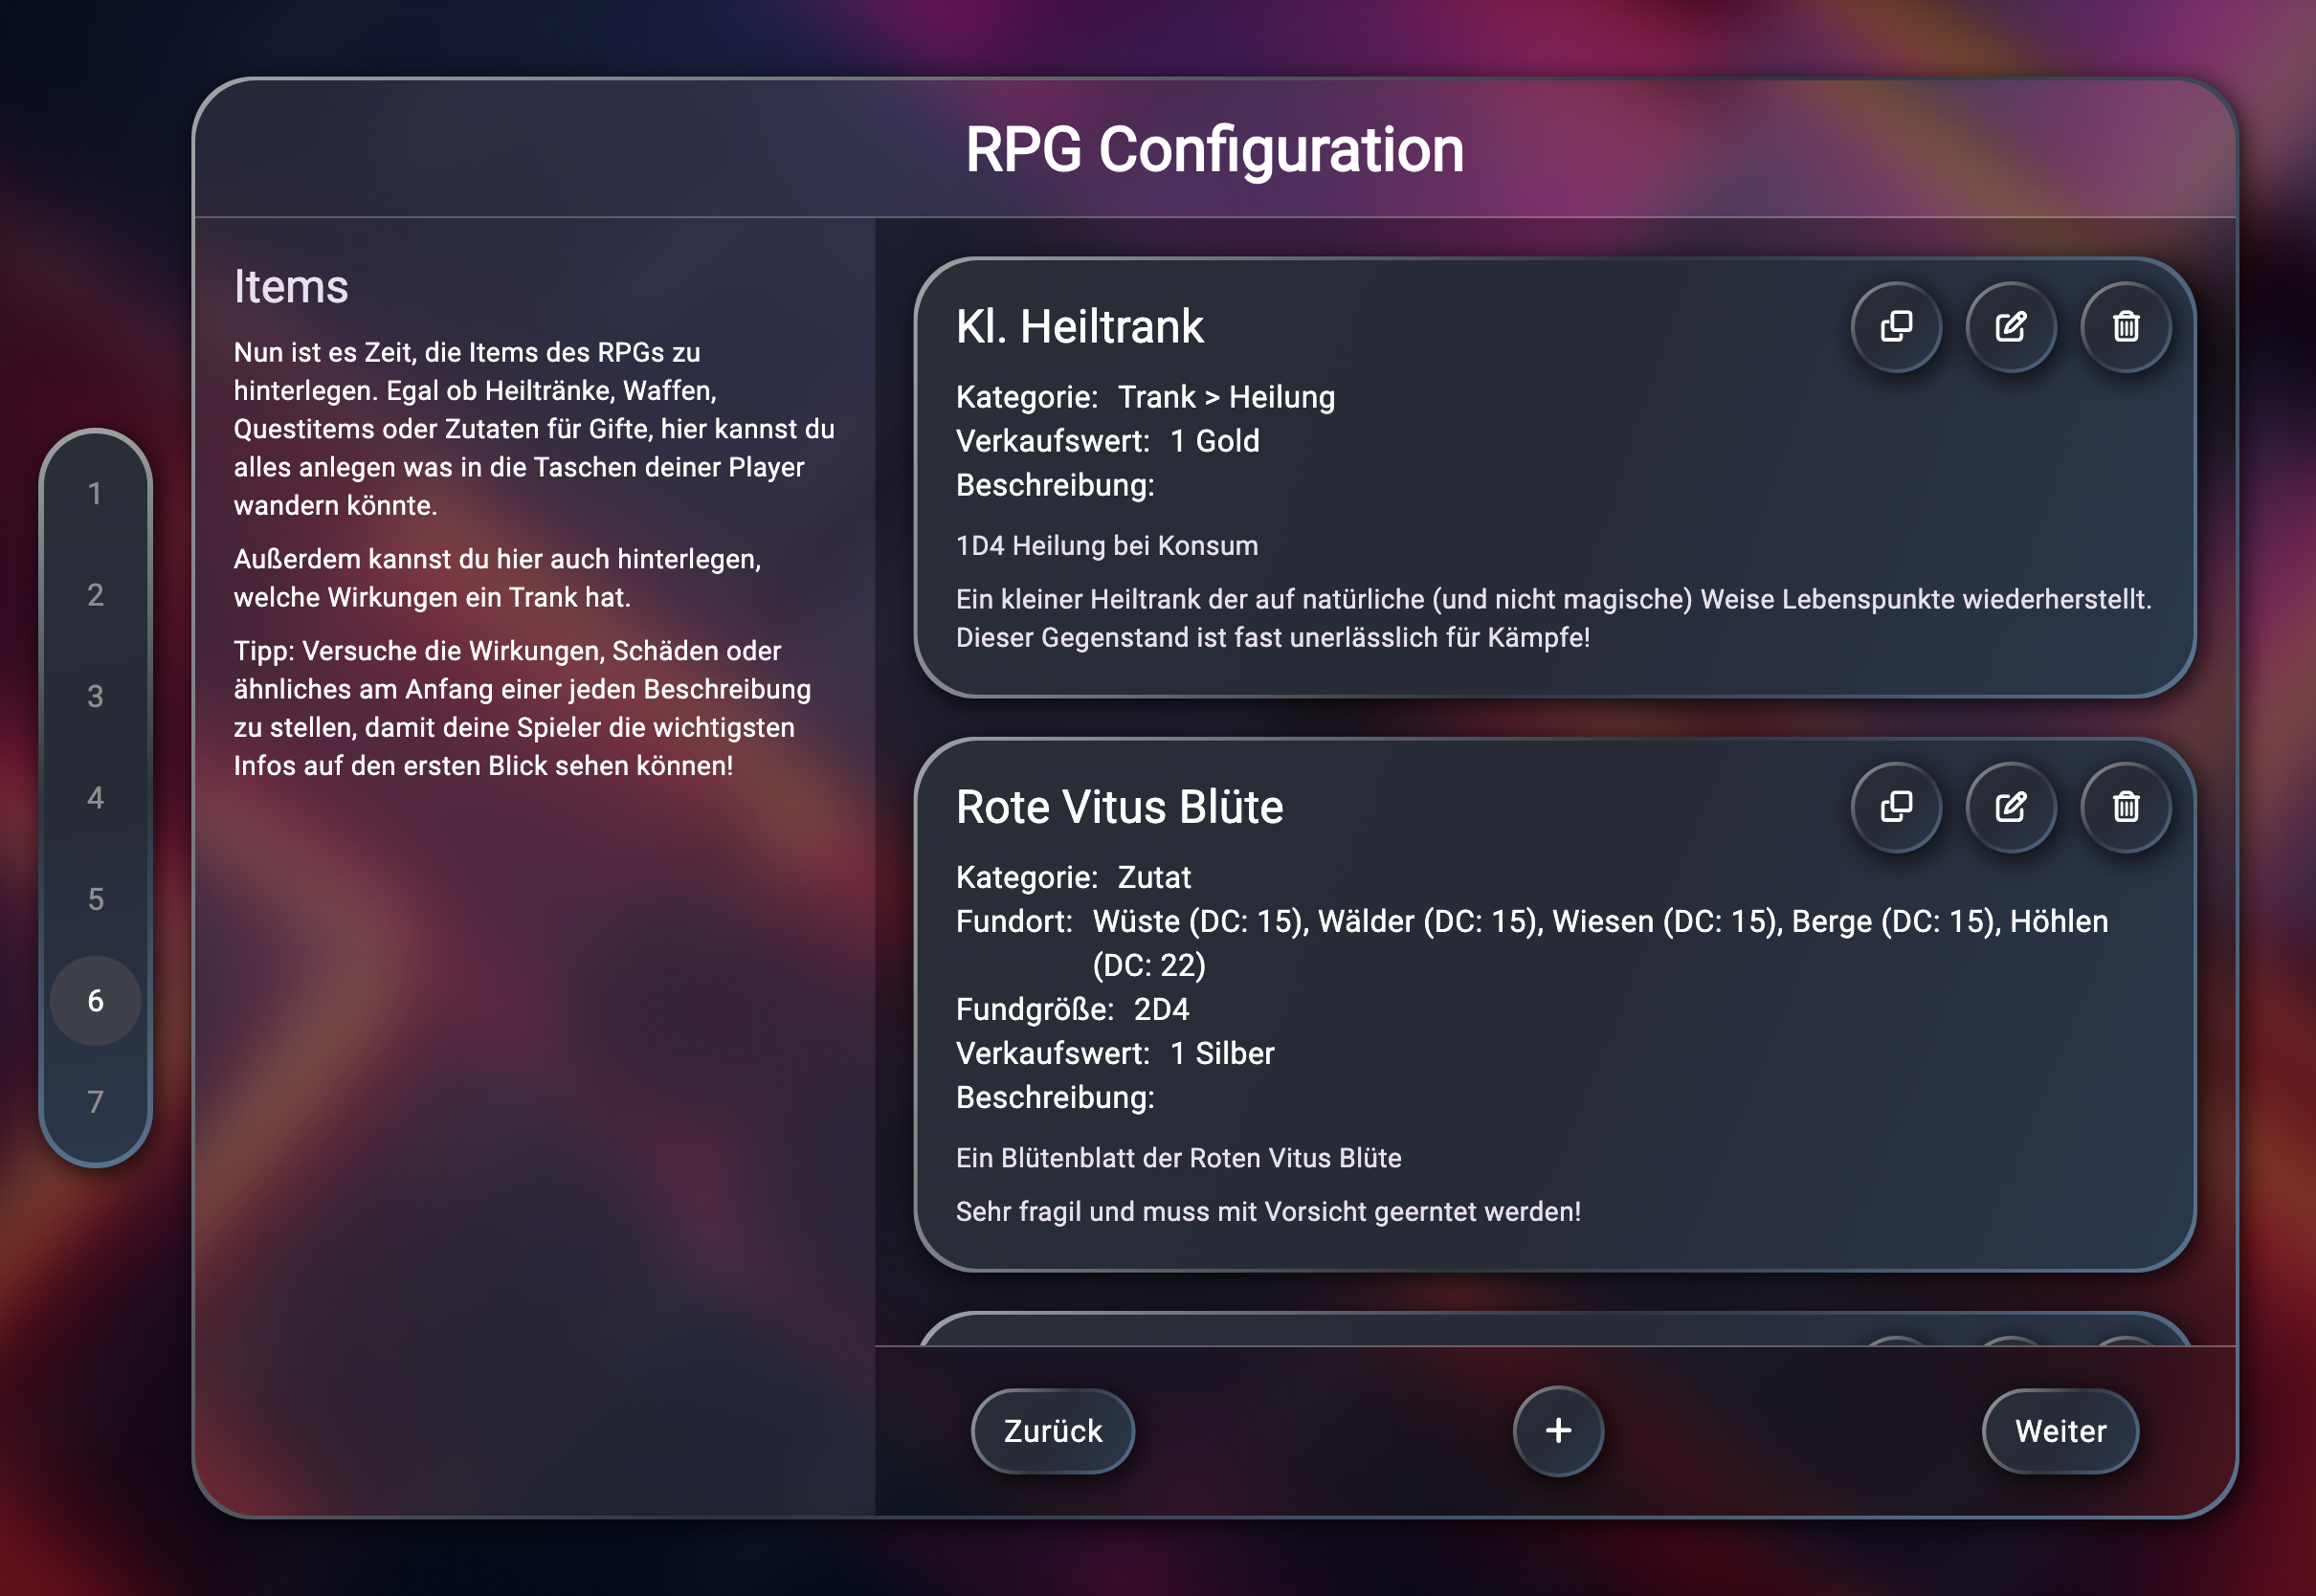 RPG Configuration
1
2
3
4
5
6
7
Items
Nun ist es Zeit, die Items des RPGs zu
hinterlegen. Egal ob Heiltränke, Waffen,
Questitems oder Zutaten für Gifte, hier kannst du
alles anlegen was in die Taschen deiner Player
wandern könnte.
Außerdem kannst du hier auch hinterlegen,
welche Wirkungen ein Trank hat.
Tipp: Versuche die Wirkungen, Schäden oder
ähnliches am Anfang einer jeden Beschreibung
zu stellen, damit deine Spieler die wichtigsten
Infos auf den ersten Blick sehen können!
Kl. Heiltrank
Kategorie: Trank > Heilung
Verkaufswert: 1 Gold
Beschreibung:
1D4 Heilung bei Konsum
Ein kleiner Heiltrank der auf natürliche (und nicht magische) Weise Lebenspunkte wiederherstellt.
Dieser Gegenstand ist fast unerlässlich für Kämpfe!
Rote Vitus Blüte
Kategorie: Zutat
Fundort: Wüste (DC: 15), Wälder (DC: 15), Wiesen (DC: 15), Berge (DC: 15), Höhlen
(DC: 22)
Fundgröße: 2D4
Verkaufswert: 1 Silber
Beschreibung:
Ein Blütenblatt der Roten Vitus Blüte
Sehr fragil und muss mit Vorsicht geerntet werden!
Zurück
+
Weiter